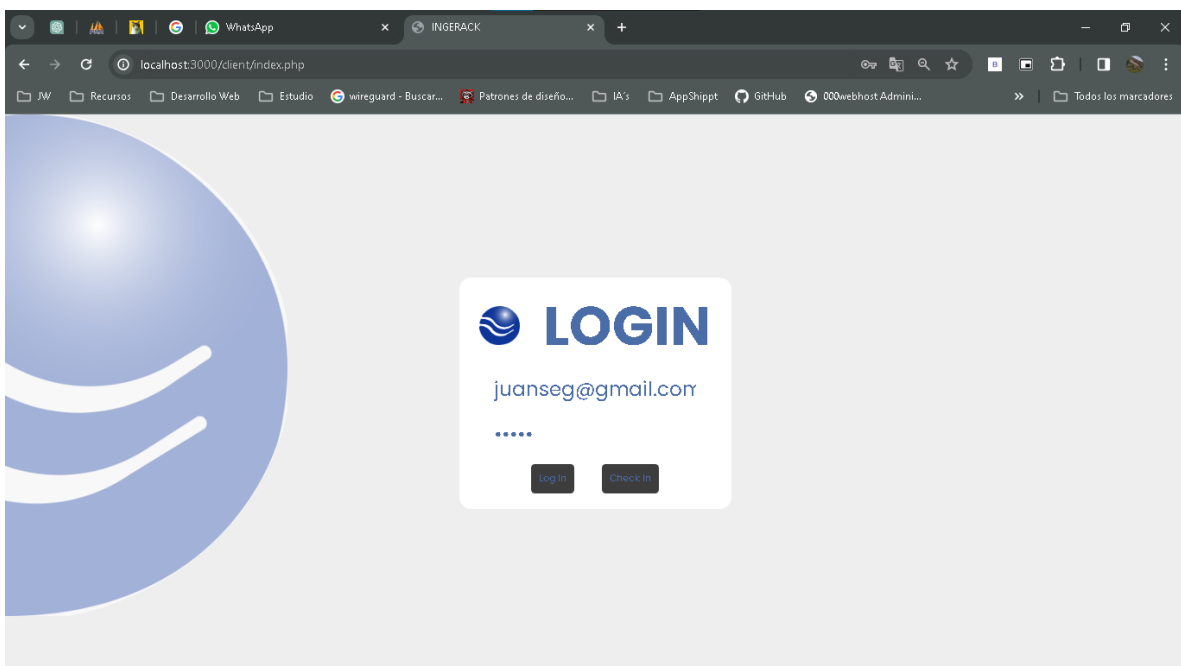 WhatsApp INGERACK
localhost:3000/client/index.php
JW Recursos Desarrollo Web Estudio wireguard - Buscar... Patrones de diseño... IA's AppShippt GitHub 000webhost Admini... Todos los marcadores
LOGIN
juanseg@gmail.com
Log In Check In